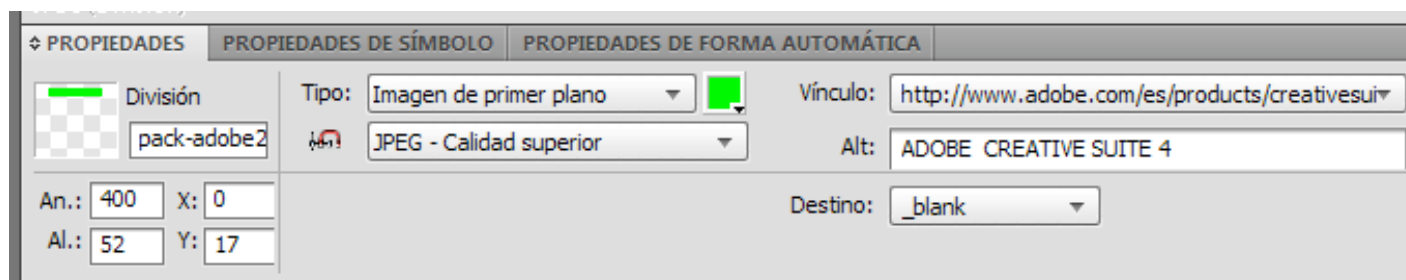 PROPIEDADES PROPIEDADES DE SÍMBOLO PROPIEDADES DE FORMA AUTOMÁTICA
División Tipo: Imagen de primer plano Vínculo: http://www.adobe.com/es/products/creativesui
pack-adobe2 JPEG - Calidad superior Alt: ADOBE CREATIVE SUITE 4
An.: 400 X: 0 Destino: _blank
Al.: 52 Y: 17